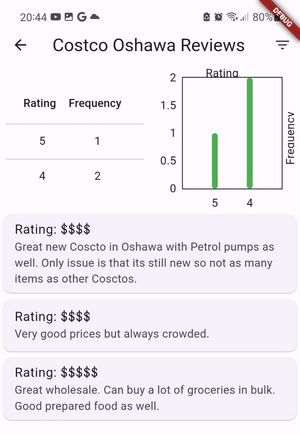 20:44 80%
DEBUG
Costco Oshawa Reviews
Rating Frequency
5 1
4 2
Rating
2
1.5
1
0.5
0
5 4
Frequency
Rating: $$$$
Great new Coscto in Oshawa with Petrol pumps as
well. Only issue is that its still new so not as many
items as other Cosctos.
Rating: $$$$
Very good prices but always crowded.
Rating: $$$$$
Great wholesale. Can buy a lot of groceries in bulk.
Good prepared food as well.